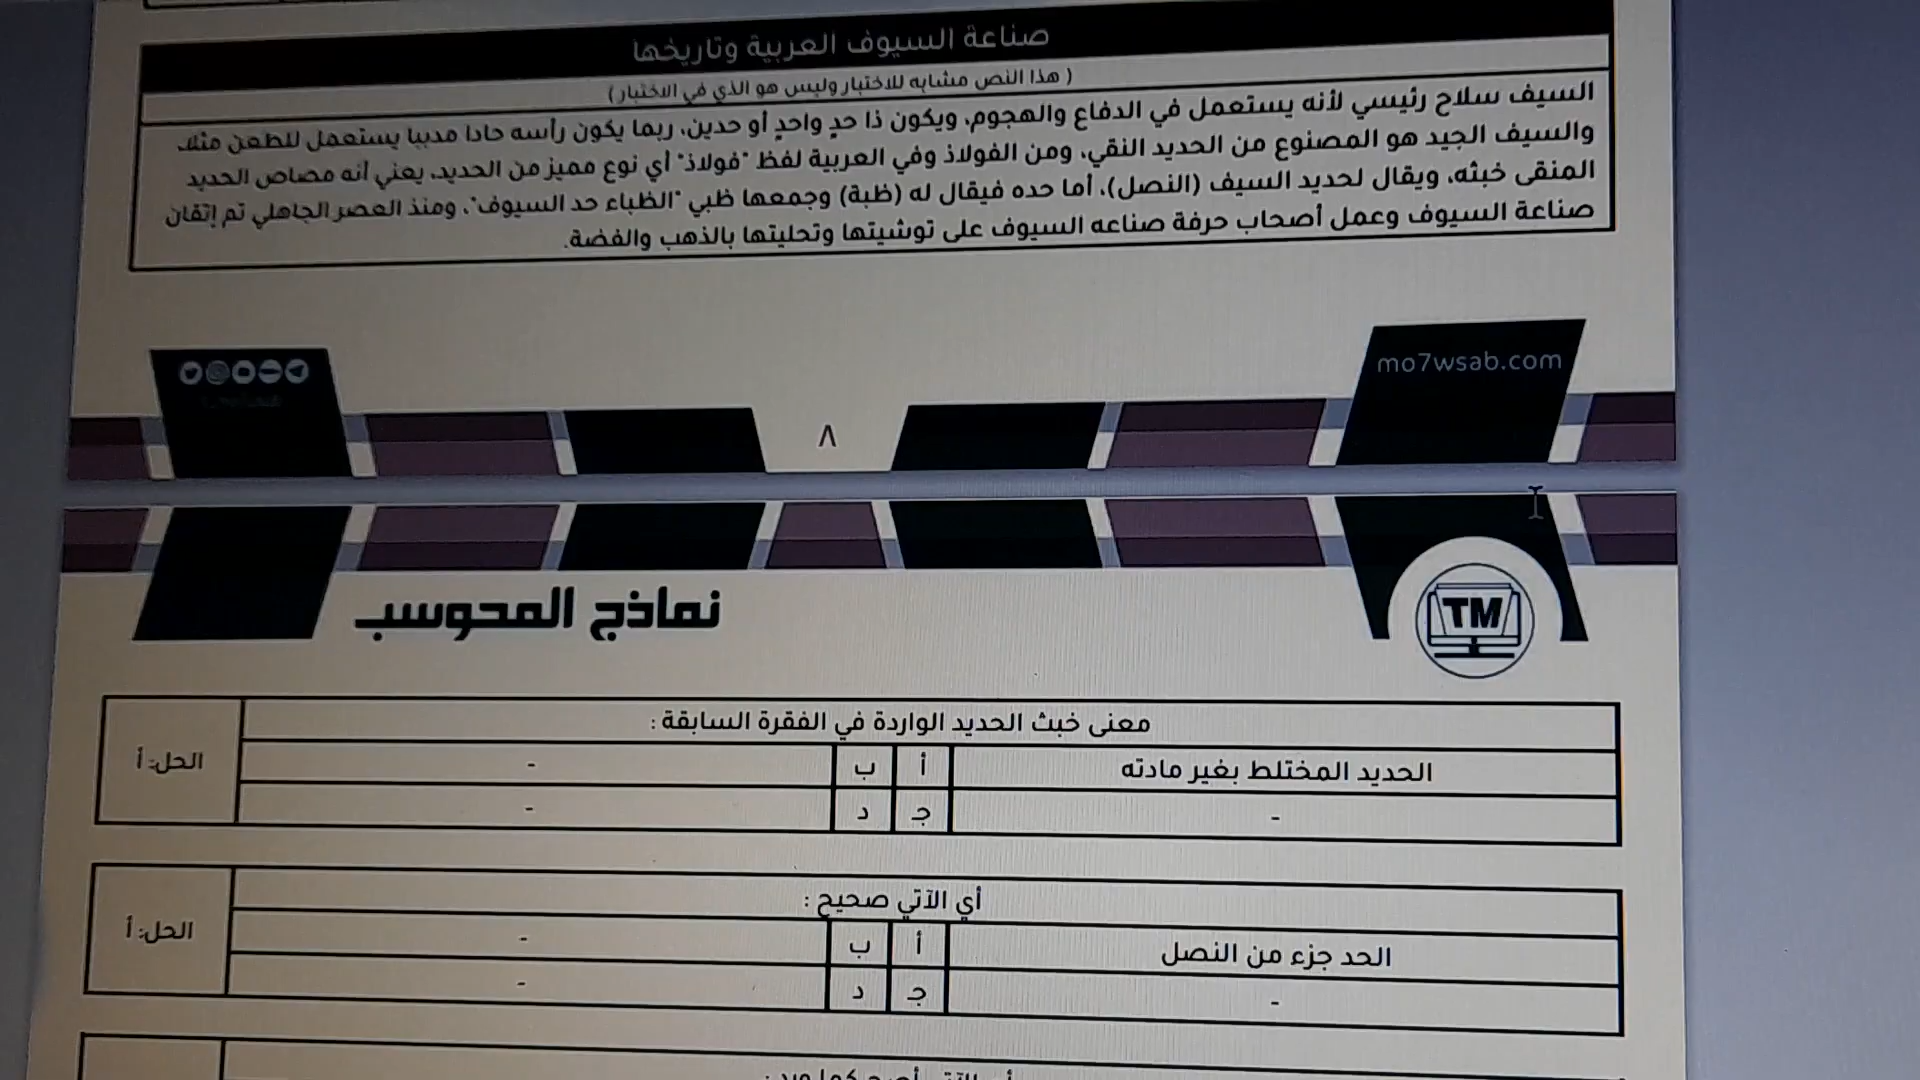 صناعة السيوف العربية وتاريخها
( هذا النص مشابه للاختبار وليس هو الذي في الاختبار )
السيف سلاح رئيسي لأنه يستعمل في الدفاع والهجوم، ويكون ذا حدٍ واحدٍ أو حدين، ربما يكون رأسه حادا مدببا يستعمل للطعن مثلا،
والسيف الجيد هو المصنوع من الحديد النقي، ومن الفولاذ وفي العربية لفظ "فولاذ" أي نوع مميز من الحديد، يعني أنه مصاص الحديد
المنقى خبثه، ويقال لحديد السيف (النصل)، أما حده فيقال له (ظبة) وجمعها ظبي "الظباء حد السيوف"، ومنذ العصر الجاهلي تم إتقان
صناعة السيوف وعمل أصحاب حرفة صناعه السيوف على توشيتها وتحليتها بالذهب والفضة.
mo7wsab.com
٨
TM
نماذج المحوسب
معنى خبث الحديد الواردة في الفقرة السابقة :
الحديد المختلط بغير مادته أ ب - الحل: أ
- جـ د -
أي الآتي صحيح :
الحد جزء من النصل أ ب - الحل: أ
- جـ د -